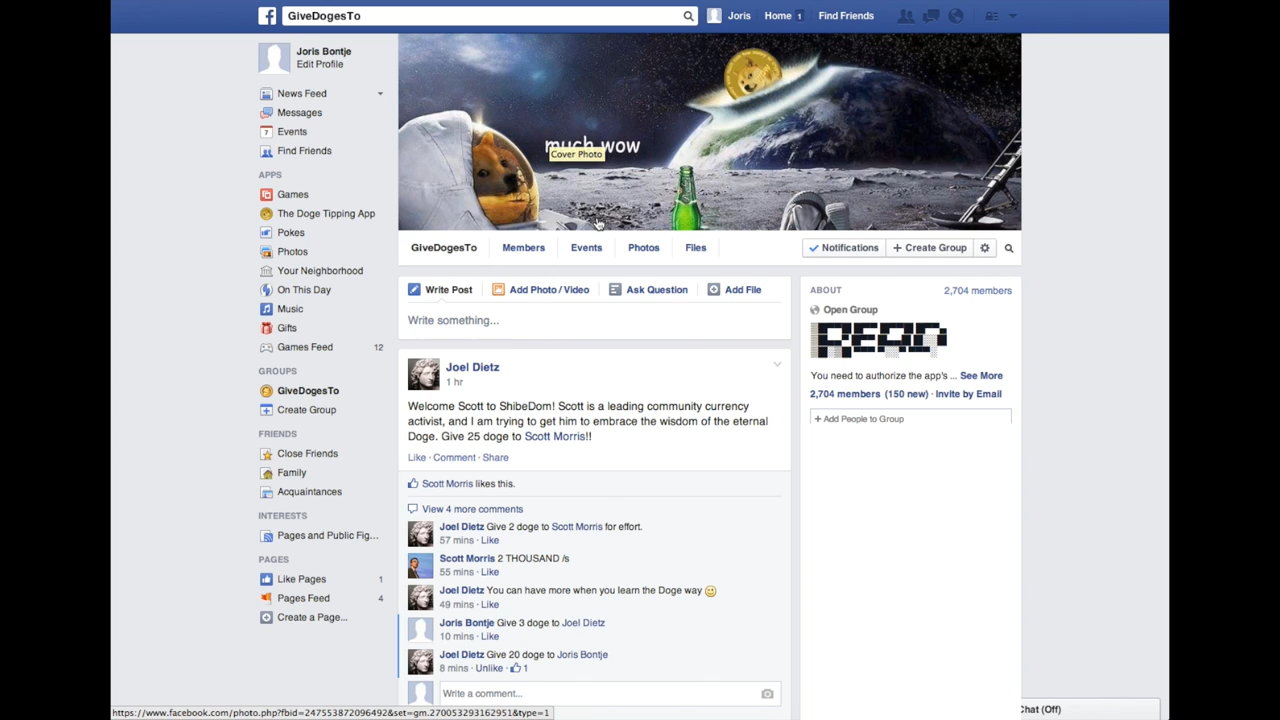 GiveDogesTo
Joris
Home 1
Find Friends
Joris Bontje
Edit Profile
News Feed
Messages
7
Events
Find Friends
APPS
Games
The Doge Tipping App
Pokes
Photos
Your Neighborhood
On This Day
Music
Gifts
Games Feed 12
GROUPS
GiveDogesTo
Create Group
FRIENDS
Close Friends
Family
Acquaintances
INTERESTS
Pages and Public Fig...
PAGES
Like Pages 1
Pages Feed 4
Create a Page...
much wow
Cover Photo
GiveDogesTo
Members
Events
Photos
Files
Notifications
+ Create Group
Write Post
Add Photo / Video
Ask Question
Add File
Write something...
Joel Dietz
1 hr
Welcome Scott to ShibeDom! Scott is a leading community currency
activist, and I am trying to get him to embrace the wisdom of the eternal
Doge. Give 25 doge to Scott Morris!!
Like · Comment · Share
Scott Morris likes this.
View 4 more comments
Joel Dietz Give 2 doge to Scott Morris for effort.
57 mins · Like
Scott Morris 2 THOUSAND /s
55 mins · Like
Joel Dietz You can have more when you learn the Doge way
49 mins · Like
Joris Bontje Give 3 doge to Joel Dietz
10 mins · Like
Joel Dietz Give 20 doge to Joris Bontje
8 mins · Unlike · 1
Write a comment...
ABOUT
2,704 members
Open Group
You need to authorize the app's ... See More
2,704 members (150 new) · Invite by Email
+ Add People to Group
https://www.facebook.com/photo.php?fbid=247553872096492&set=gm.270053293162951&type=1
Chat (Off)